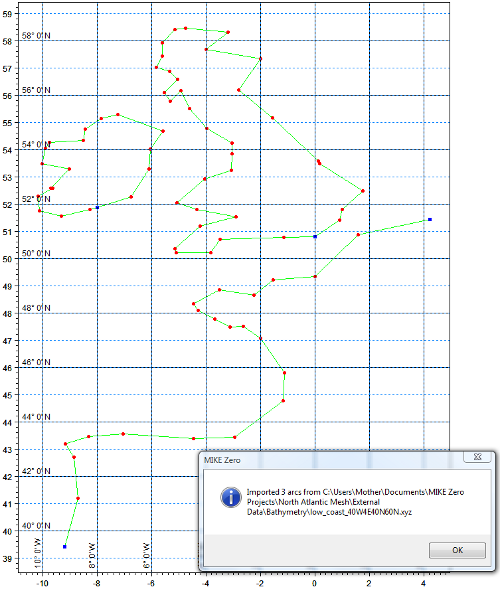 59
58° 0'N
58
57
56° 0'N
56
55
54° 0'N
54
53
52° 0'N
52
51
50° 0'N
50
49
48° 0'N
48
47
46° 0'N
46
45
44° 0'N
44
43
42° 0'N
42
41
40° 0'N
40
39
10° 0'W
8° 0'W
6° 0'W
-10
-8
-6
-4
-2
0
2
4
MIKE Zero
Imported 3 arcs from C:\Users\Mother\Documents\MIKE Zero
Projects\North Atlantic Mesh\External
Data\Bathymetry\low_coast_40W4E40N60N.xyz
OK